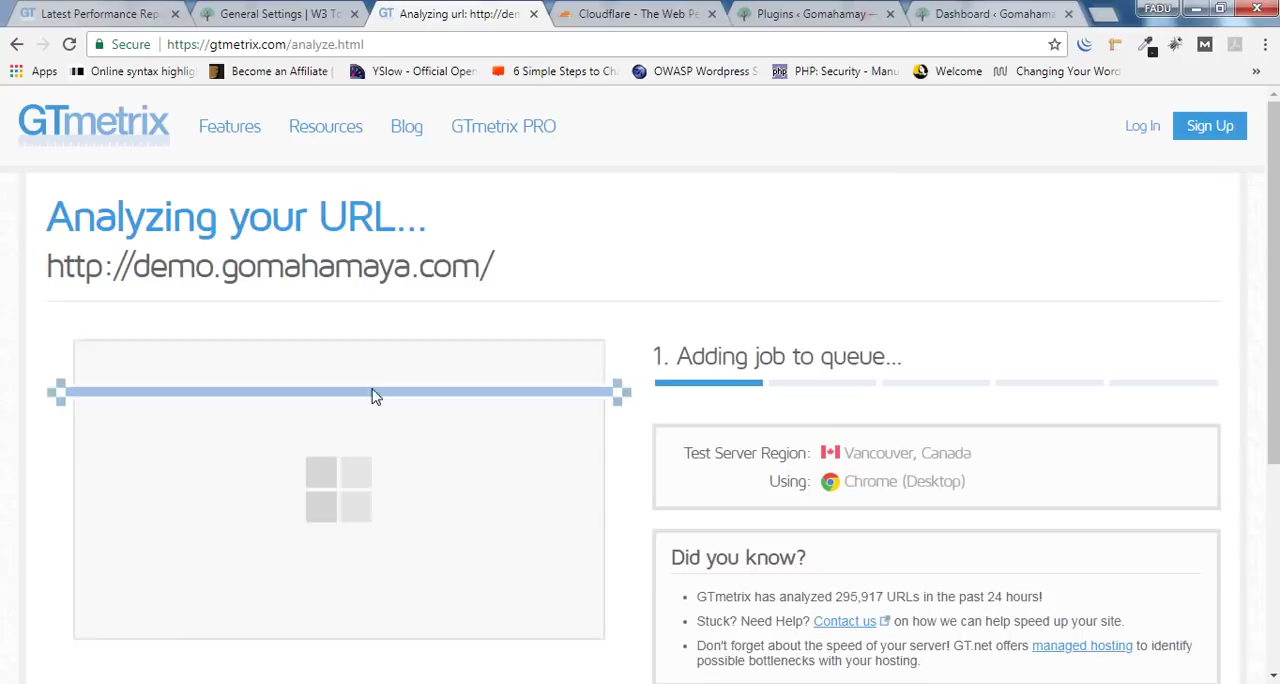 Latest Performance Rep
General Settings | W3 To
Analyzing url: http://den
Cloudflare - The Web Pe
Plugins ‹ Gomahamay —
Dashboard ‹ Gomahama
FADU
Secure
https://gtmetrix.com/analyze.html
Apps
Online syntax highlig
Become an Affiliate
YSlow - Official Oper
6 Simple Steps to Ch
OWASP Wordpress S
PHP: Security - Manu
Welcome
Changing Your Word
»
GTmetrix
Features
Resources
Blog
GTmetrix PRO
Log In
Sign Up
Analyzing your URL...
http://demo.gomahamaya.com/
1. Adding job to queue...
Test Server Region: Vancouver, Canada
Using: Chrome (Desktop)
Did you know?
• GTmetrix has analyzed 295,917 URLs in the past 24 hours!
• Stuck? Need Help? Contact us on how we can help speed up your site.
• Don't forget about the speed of your server! GT.net offers managed hosting to identify
possible bottlenecks with your hosting.